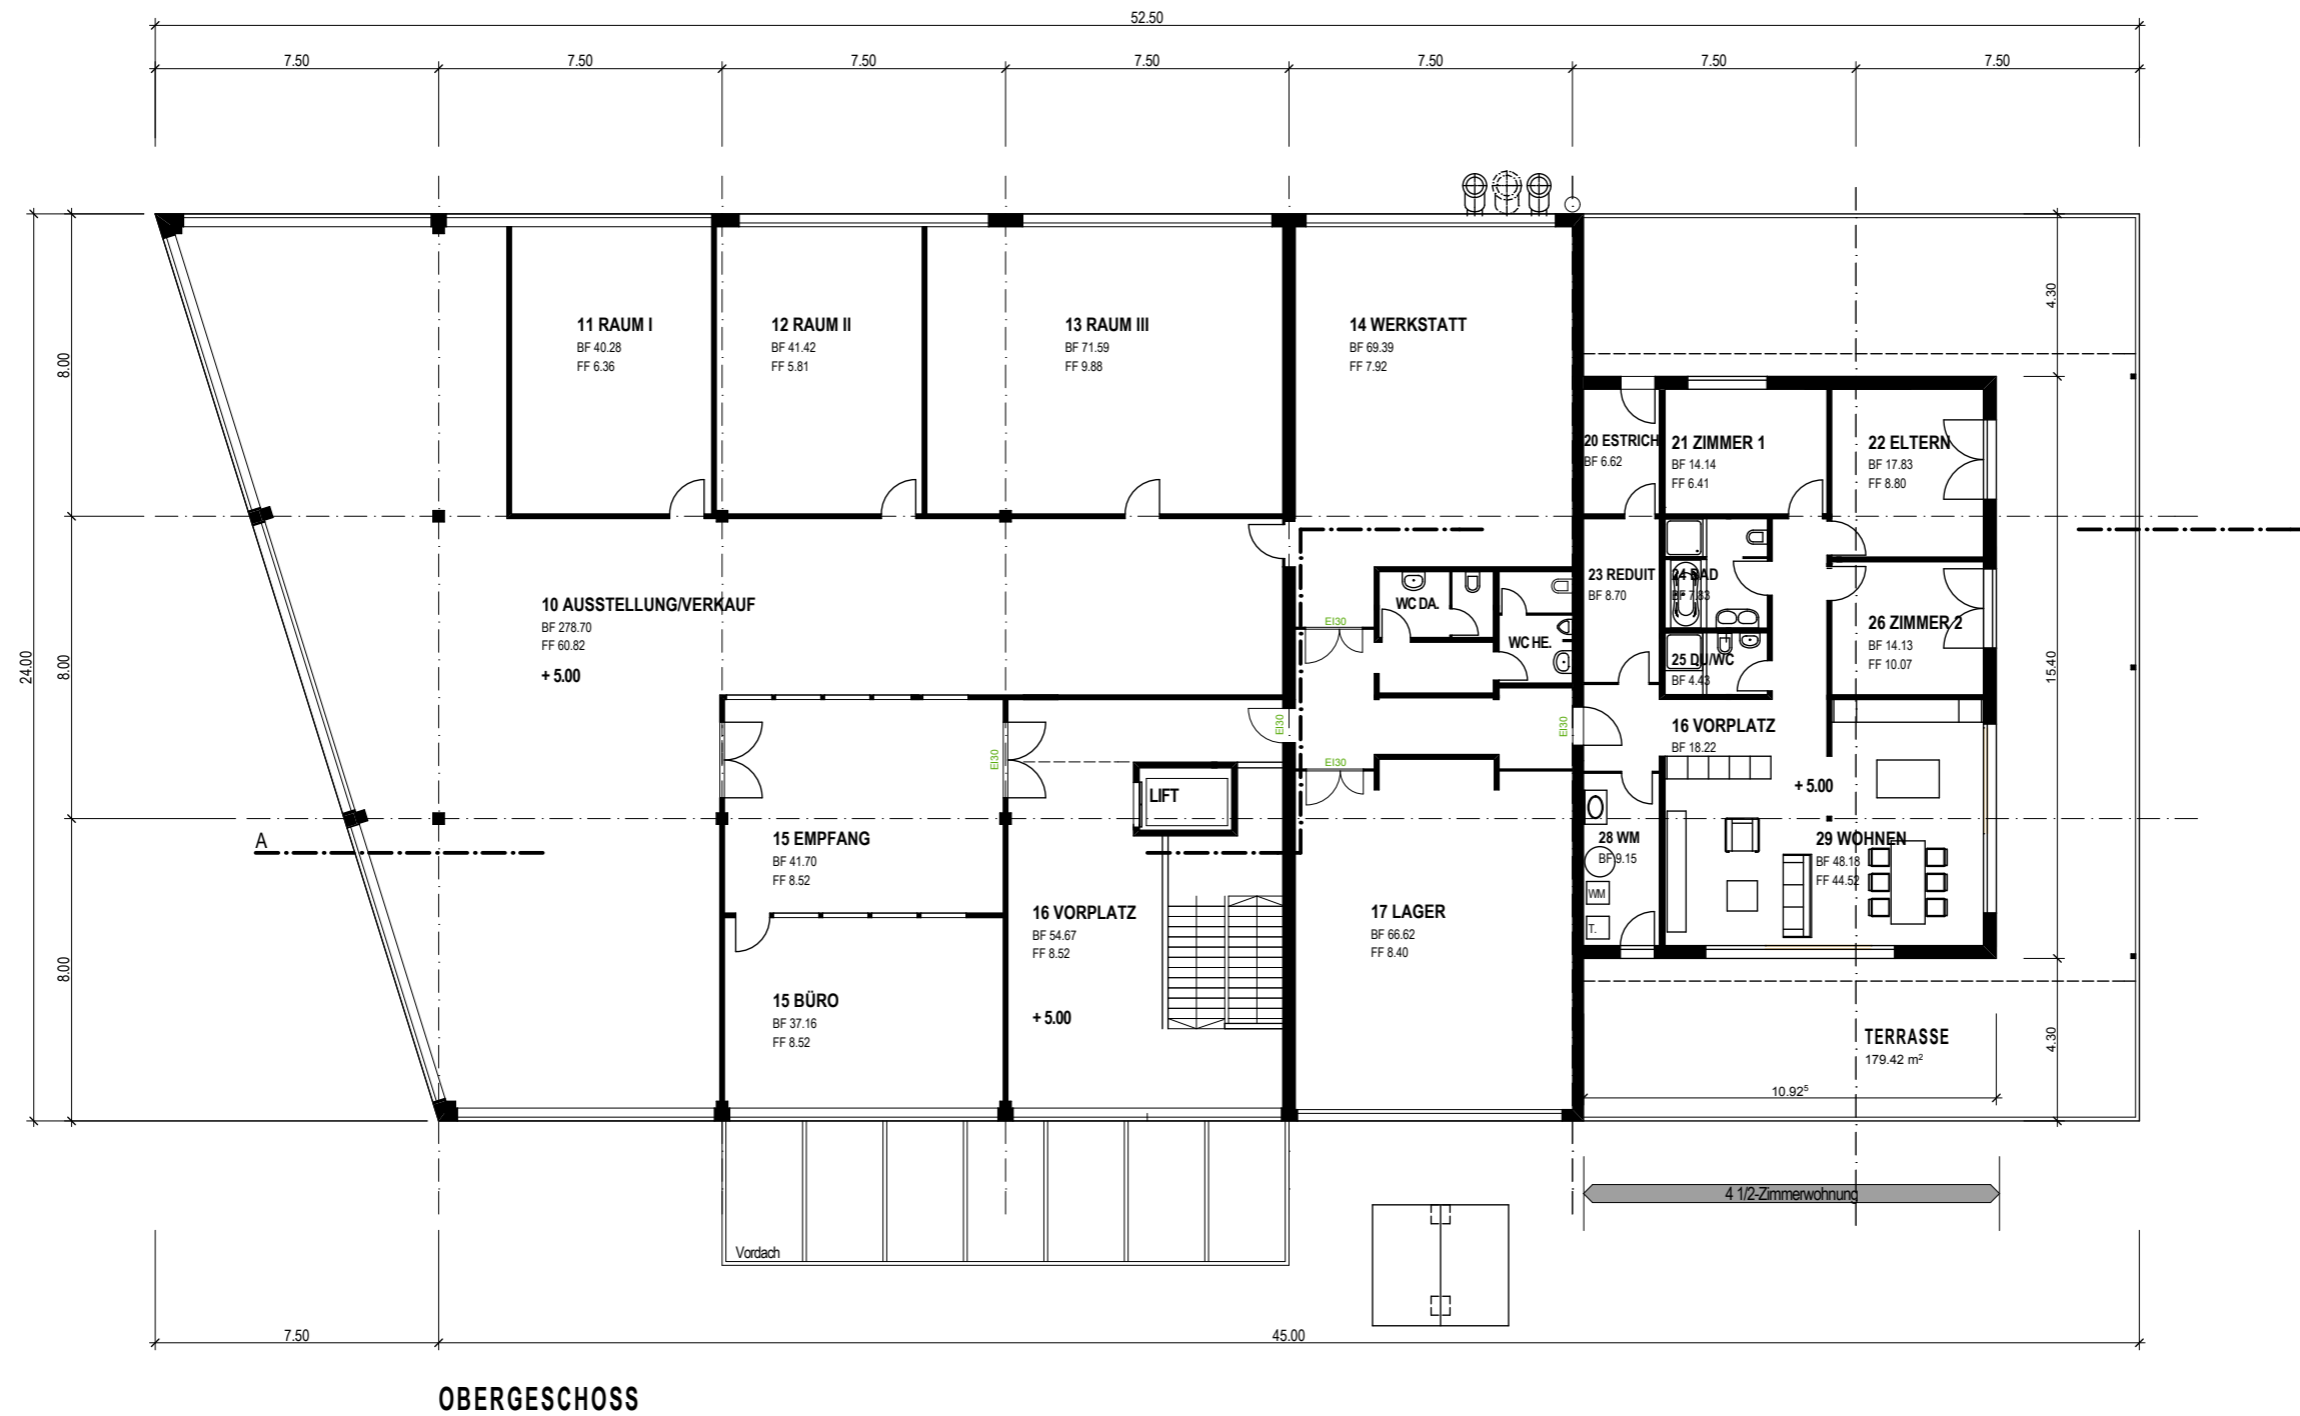 52.50
7.50 7.50 7.50 7.50 7.50 7.50 7.50
24.00
8.00
8.00
8.00
11 RAUM I
BF 40.28
FF 6.36
12 RAUM II
BF 41.42
FF 5.81
13 RAUM III
BF 71.59
FF 9.88
14 WERKSTATT
BF 69.39
FF 7.92
4.30
15.40
4.30
20 ESTRICH
BF 6.62
21 ZIMMER 1
BF 14.14
FF 6.41
22 ELTERN
BF 17.83
FF 8.80
23 REDUIT
BF 8.70
24 BAD
BF 7.83
25 DU/WC
BF 4.43
26 ZIMMER 2
BF 14.13
FF 10.07
10 AUSSTELLUNG/VERKAUF
BF 278.70
FF 60.82
+ 5.00
WC DA.
WC HE.
EI30
EI30
EI30
EI30
EI30
LIFT
16 VORPLATZ
BF 18.22
+ 5.00
A
15 EMPFANG
BF 41.70
FF 8.52
28 WM
BF 9.15
WM
T.
29 WOHNEN
BF 48.18
FF 44.52
16 VORPLATZ
BF 54.67
FF 8.52
+ 5.00
17 LAGER
BF 66.62
FF 8.40
15 BÜRO
BF 37.16
FF 8.52
TERRASSE
179.42 m²
10.92⁵
4 1/2-Zimmerwohnung
Vordach
7.50 45.00
OBERGESCHOSS